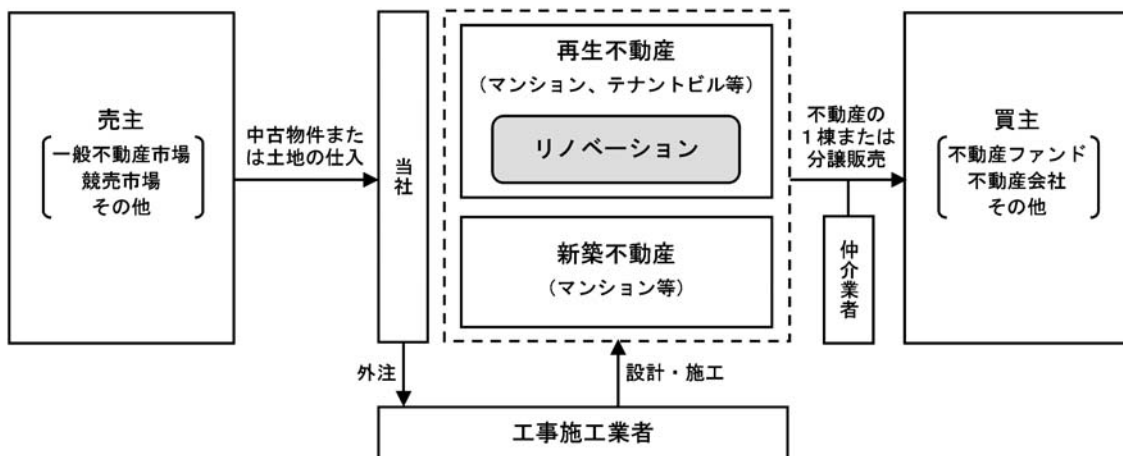 売主
一般不動産市場
競売市場
その他
中古物件また
は土地の仕入
当社
再生不動産
（マンション、テナントビル等）
リノベーション
新築不動産
（マンション等）
不動産の
１棟または
分譲販売
仲介業者
買主
不動産ファンド
不動産会社
その他
外注
設計・施工
工事施工業者